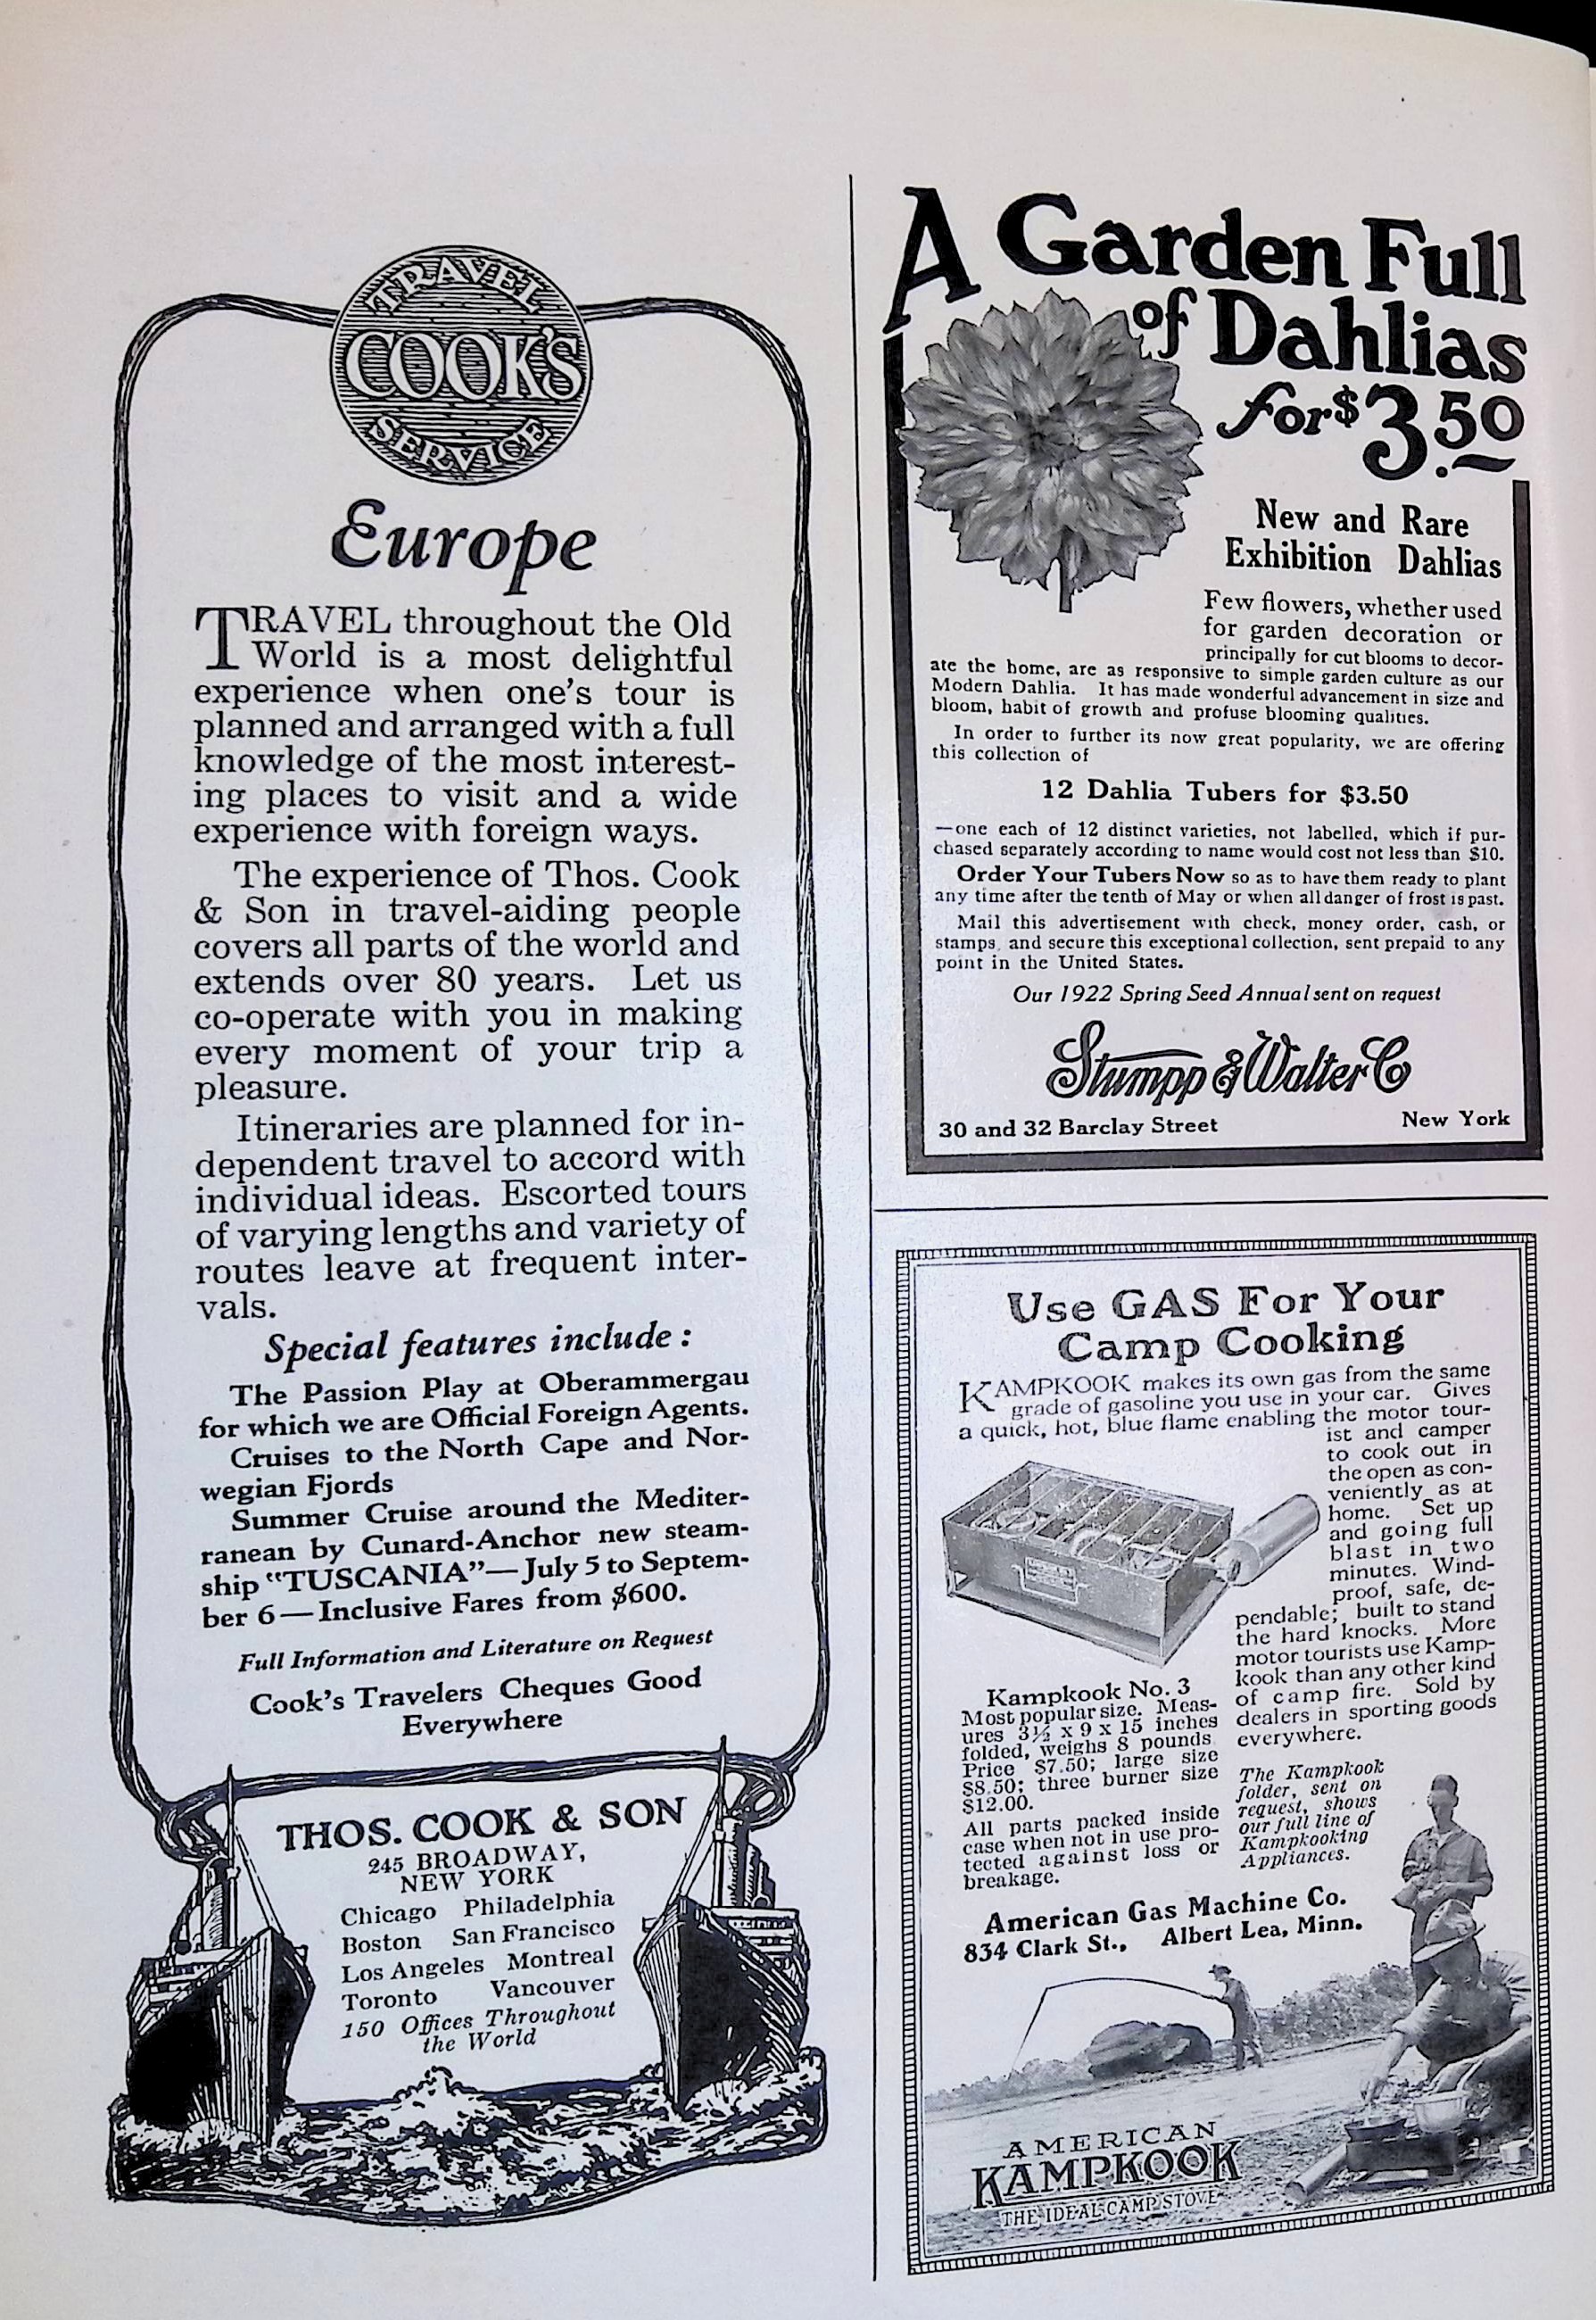 TRAVEL
COOK'S
SERVICE
Europe
TRAVEL throughout the Old
World is a most delightful
experience when one's tour is
planned and arranged with a full
knowledge of the most interest-
ing places to visit and a wide
experience with foreign ways.
The experience of Thos. Cook
& Son in travel-aiding people
covers all parts of the world and
extends over 80 years. Let us
co-operate with you in making
every moment of your trip a
pleasure.
Itineraries are planned for in-
dependent travel to accord with
individual ideas. Escorted tours
of varying lengths and variety of
routes leave at frequent inter-
vals.
Special features include :
The Passion Play at Oberammergau
for which we are Official Foreign Agents.
Cruises to the North Cape and Nor-
wegian Fjords
Summer Cruise around the Mediter-
ranean by Cunard-Anchor new steam-
ship "TUSCANIA"—July 5 to Septem-
ber 6—Inclusive Fares from $600.
Full Information and Literature on Request
Cook's Travelers Cheques Good
Everywhere
THOS. COOK & SON
245 BROADWAY,
NEW YORK
Chicago Philadelphia
Boston San Francisco
Los Angeles Montreal
Toronto Vancouver
150 Offices Throughout
the World
A Garden Full
of Dahlias
for $3.50
New and Rare
Exhibition Dahlias
Few flowers, whether used
for garden decoration or
principally for cut blooms to decor-
ate the home, are as responsive to simple garden culture as our
Modern Dahlia. It has made wonderful advancement in size and
bloom, habit of growth and profuse blooming qualities.
In order to further its now great popularity, we are offering
this collection of
12 Dahlia Tubers for $3.50
—one each of 12 distinct varieties, not labelled, which if pur-
chased separately according to name would cost not less than $10.
Order Your Tubers Now so as to have them ready to plant
any time after the tenth of May or when all danger of frost is past.
Mail this advertisement with check, money order, cash, or
stamps, and secure this exceptional collection, sent prepaid to any
point in the United States.
Our 1922 Spring Seed Annual sent on request
Stumpp & Walter Co
30 and 32 Barclay Street New York
Use GAS For Your
Camp Cooking
KAMPKOOK makes its own gas from the same
grade of gasoline you use in your car. Gives
a quick, hot, blue flame enabling the motor tour-
ist and camper
to cook out in
the open as con-
veniently as at
home. Set up
and going full
blast in two
minutes. Wind-
proof, safe, de-
pendable; built to stand
the hard knocks. More
motor tourists use Kamp-
kook than any other kind
of camp fire. Sold by
dealers in sporting goods
everywhere.
Kampkook No. 3
Most popular size. Meas-
ures 3½ x 9 x 15 inches
folded, weighs 8 pounds.
Price $7.50; large size
$8.50; three burner size
$12.00.
All parts packed inside
case when not in use pro-
tected against loss or
breakage.
The Kampkook
folder, sent on
request, shows
our full line of
Kampkooking
Appliances.
American Gas Machine Co.
834 Clark St., Albert Lea, Minn.
AMERICAN
KAMPKOOK
THE IDEAL CAMP STOVE